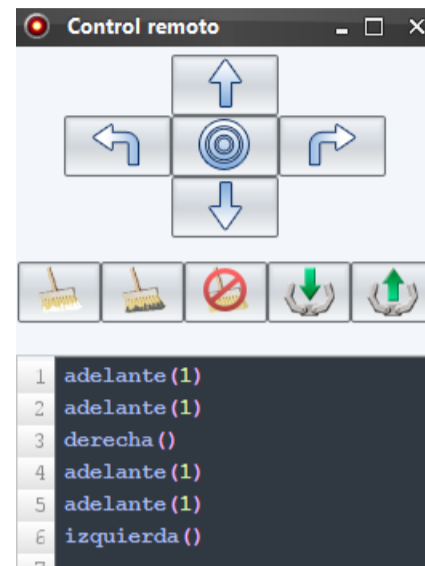 Control remoto
1 adelante(1)
2 adelante(1)
3 derecha()
4 adelante(1)
5 adelante(1)
6 izquierda()